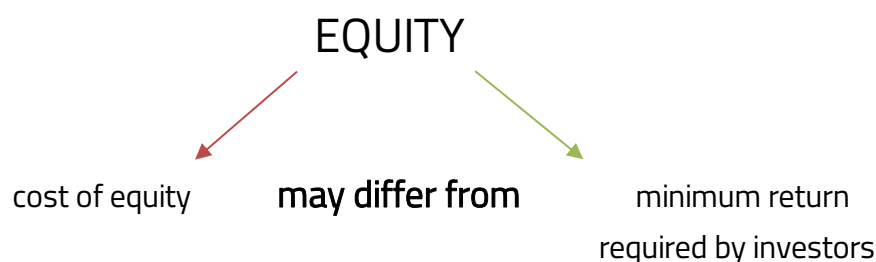 EQUITY
cost of equity may differ from minimum return
required by investors